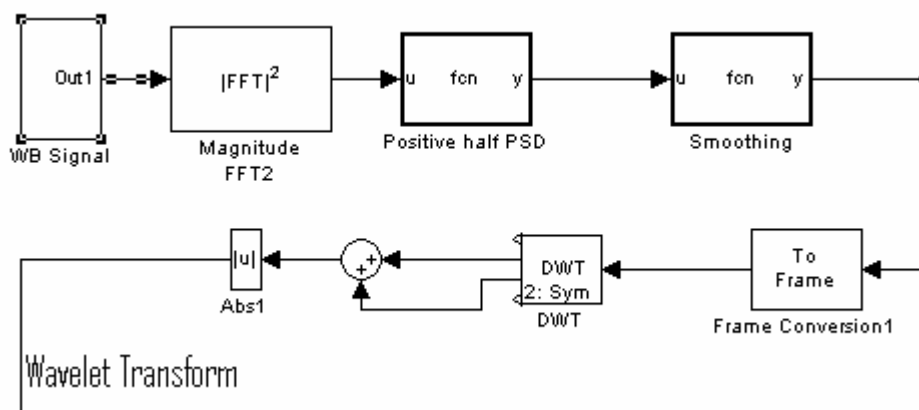 Out1
WB Signal
|FFT|²
Magnitude
FFT2
u fcn y
Positive half PSD
u fcn y
Smoothing
|u|
Abs1
+
+
DWT
2: Sym
DWT
To
Frame
Frame Conversion1
Wavelet Transform